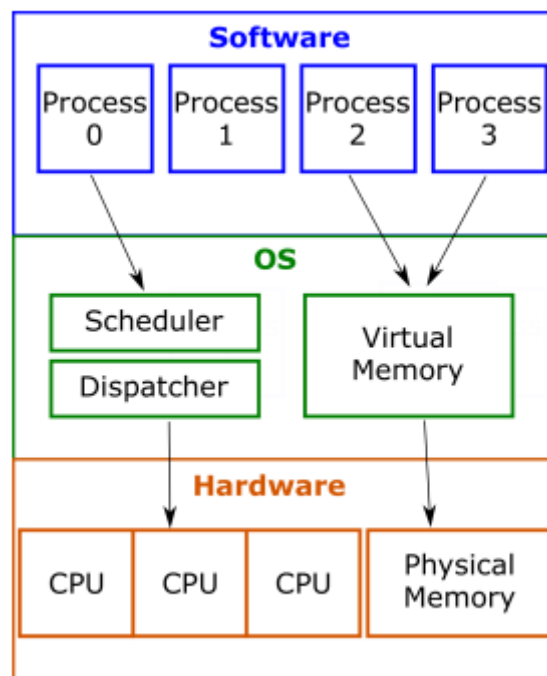 Software
Process
0
Process
1
Process
2
Process
3
OS
Scheduler
Dispatcher
Virtual
Memory
Hardware
CPU
CPU
CPU
Physical
Memory